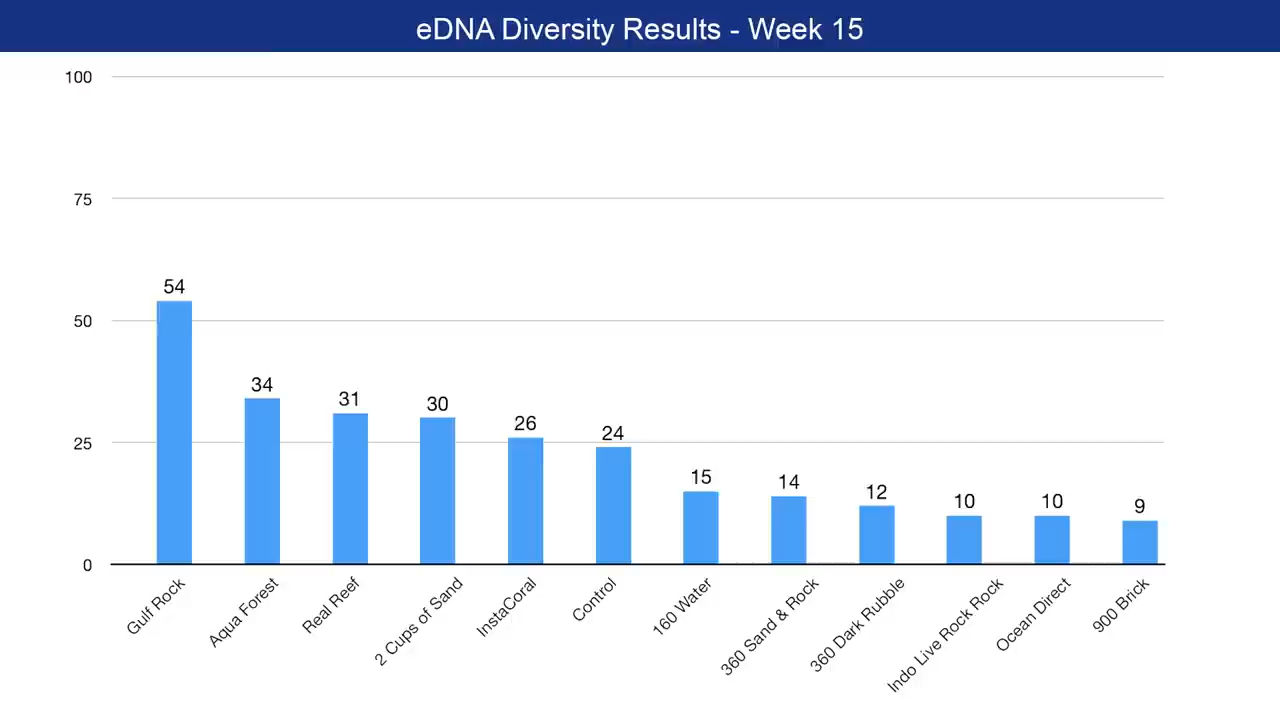 eDNA Diversity Results - Week 15
100
75
50
25
0
54
34
31
30
26
24
15
14
12
10
10
9
Gulf Rock
Aqua Forest
Real Reef
2 Cups of Sand
InstaCoral
Control
160 Water
360 Sand & Rock
360 Dark Rubble
Indo Live Rock Rock
Ocean Direct
900 Brick